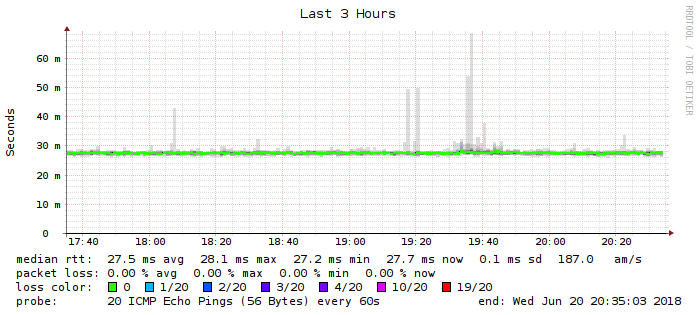 Last 3 Hours
RRDTOOL / TOBI OETIKER
Seconds
60 m
50 m
40 m
30 m
20 m
10 m
0
17:40 18:00 18:20 18:40 19:00 19:20 19:40 20:00 20:20
median rtt: 27.5 ms avg 28.1 ms max 27.2 ms min 27.7 ms now 0.1 ms sd 187.0 am/s
packet loss: 0.00 % avg 0.00 % max 0.00 % min 0.00 % now
loss color: 0 1/20 2/20 3/20 4/20 10/20 19/20
probe: 20 ICMP Echo Pings (56 Bytes) every 60s end: Wed Jun 20 20:35:03 2018